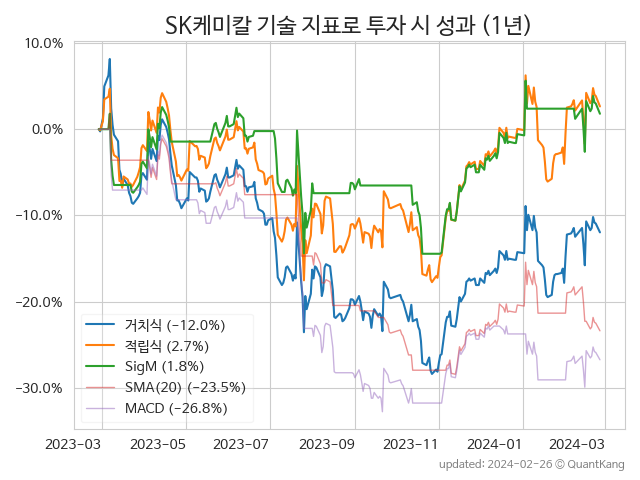 SK케미칼 기술 지표로 투자 시 성과 (1년)
10.0%
0.0%
−10.0%
−20.0%
−30.0%
거치식 (−12.0%)
적립식 (2.7%)
SigM (1.8%)
SMA(20) (−23.5%)
MACD (−26.8%)
2023−03
2023−05
2023−07
2023−09
2023−11
2024−01
2024−03
updated: 2024-02-26 © QuantKang